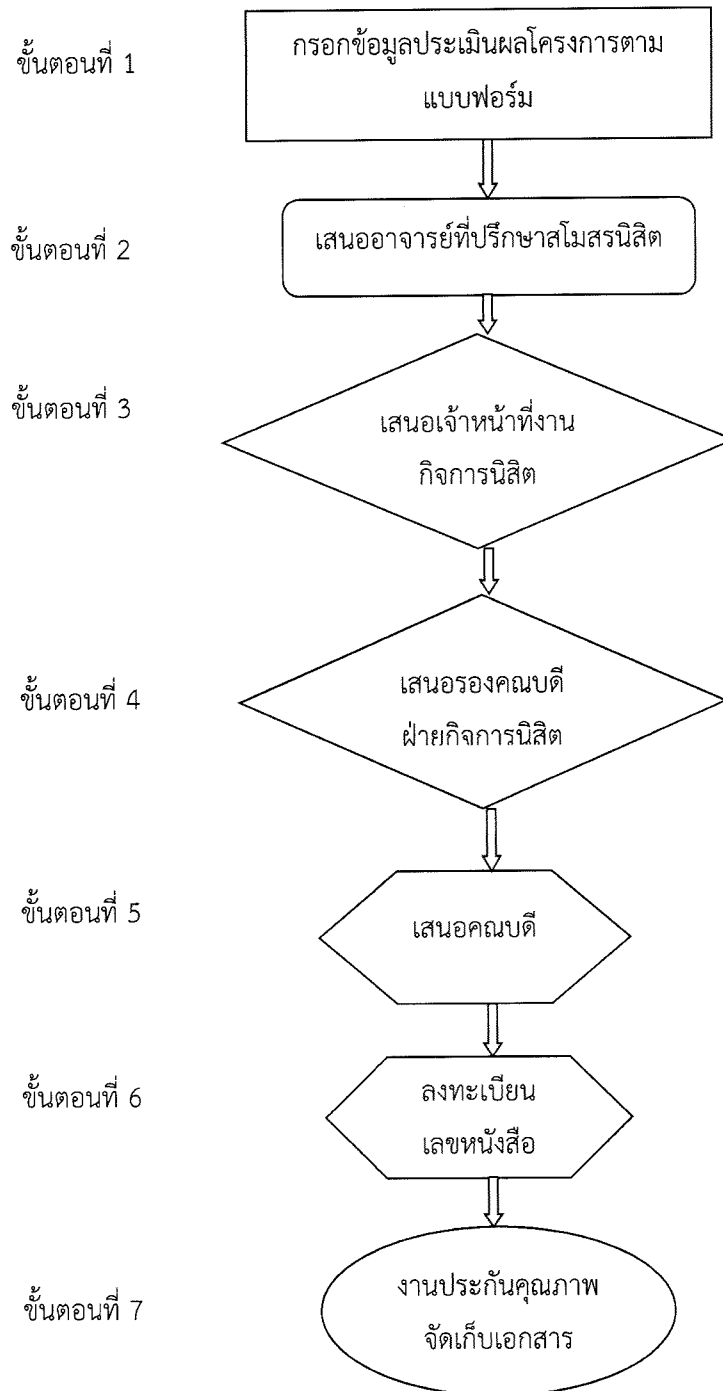 ขั้นตอนที่ 1
กรอกข้อมูลประเมินผลโครงการตาม
แบบฟอร์ม
ขั้นตอนที่ 2
เสนออาจารย์ที่ปรึกษาสโมสรนิสิต
ขั้นตอนที่ 3
เสนอเจ้าหน้าที่งาน
กิจการนิสิต
ขั้นตอนที่ 4
เสนอรองคณบดี
ฝ่ายกิจการนิสิต
ขั้นตอนที่ 5
เสนอคณบดี
ขั้นตอนที่ 6
ลงทะเบียน
เลขหนังสือ
ขั้นตอนที่ 7
งานประกันคุณภาพ
จัดเก็บเอกสาร